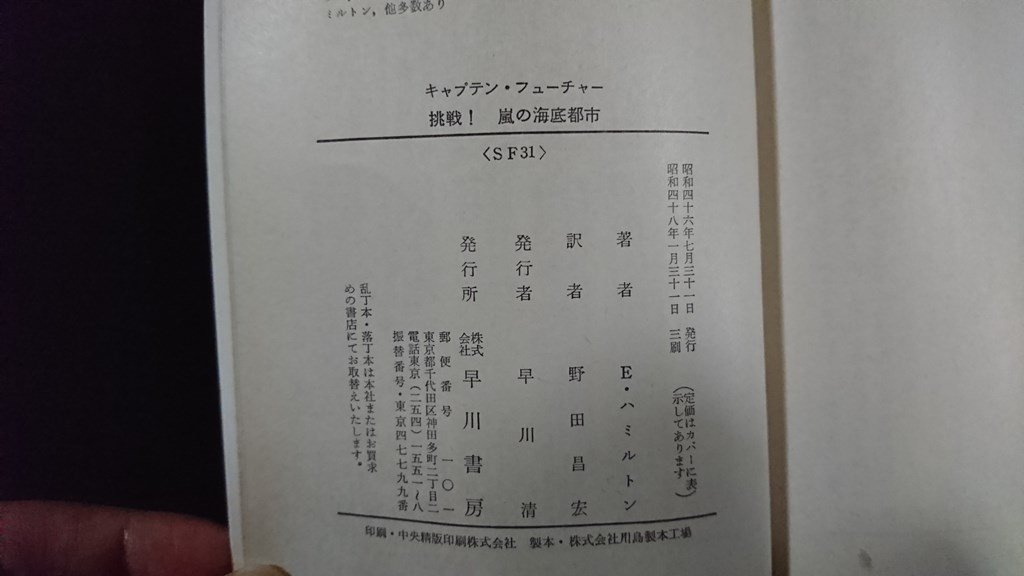 ミルトン，他多数あり
キャプテン・フューチャー
挑戦！ 嵐の海底都市
〈ＳＦ31〉
昭和四十六年七月三十一日 発行
昭和四十八年一月三十一日 三刷
（定価はカバーに表
示してあります）
著者 Ｅ・ハミルトン
訳者 野田昌宏
発行者 早川清
発行所 株式会社 早川書房
郵便番号 一〇一
東京都千代田区神田多町二丁目二
電話東京（二五四）一五五一〜八
振替番号・東京四七七九九番
乱丁本・落丁本は本社またはお買求
めの書店にてお取替えいたします。
印刷・中央精版印刷株式会社 製本・株式会社川島製本工場